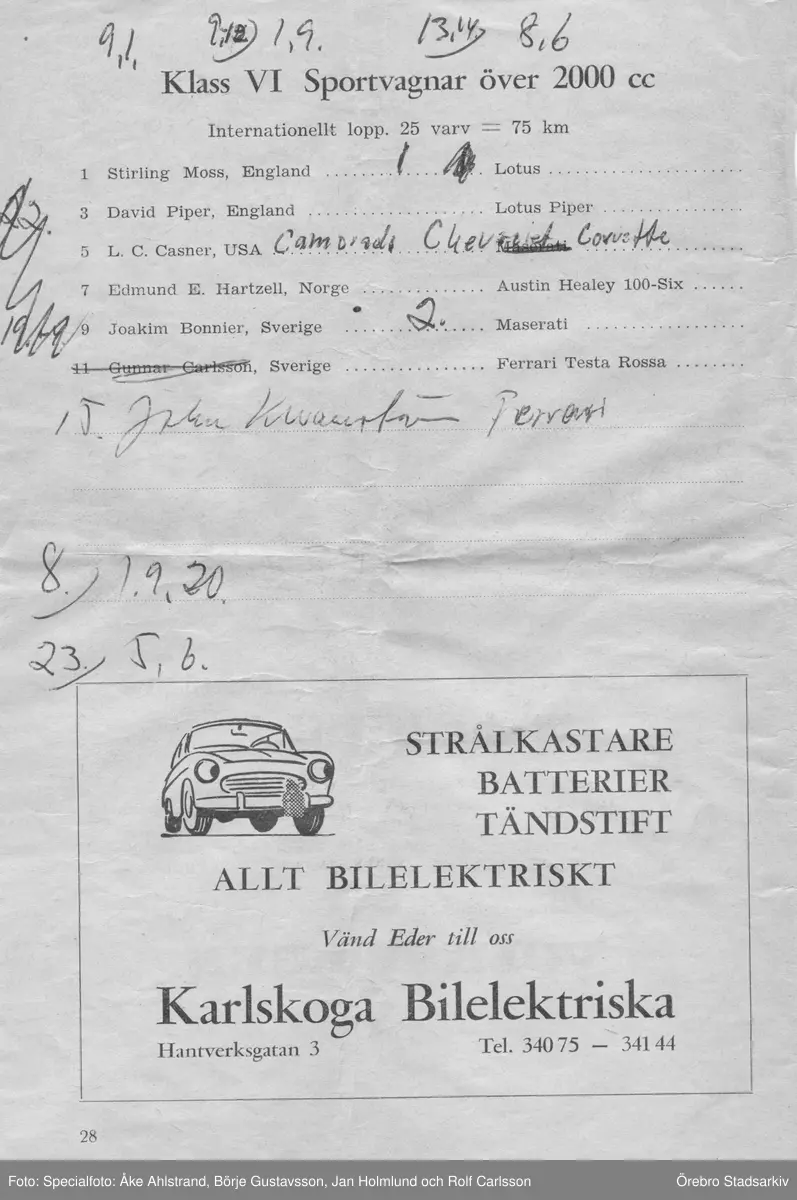 9,1, 9,12) 1,9. 13,14) 8,6
Klass VI Sportvagnar över 2000 cc
Internationellt lopp. 25 varv = 75 km
1 Stirling Moss, England ........ 1 ..... Lotus ........................
3 David Piper, England ........................ Lotus Piper .................
5 L. C. Casner, USA Camoradi Chevrolet Corvette
7 Edmund E. Hartzell, Norge ............... Austin Healey 100-Six ......
9 Joakim Bonnier, Sverige ........ 2. ....... Maserati ...................
11 Gunnar Carlsson, Sverige ................. Ferrari Testa Rossa ........
15. John Kvarnström Ferrari
8.) 1.9,20.
23.) 5,6.
STRÅLKASTARE
BATTERIER
TÄNDSTIFT
ALLT BILELEKTRISKT
Vänd Eder till oss
Karlskoga Bilelektriska
Hantverksgatan 3 Tel. 340 75 — 341 44
28
Foto: Specialfoto: Åke Ahlstrand, Börje Gustavsson, Jan Holmlund och Rolf Carlsson Örebro Stadsarkiv